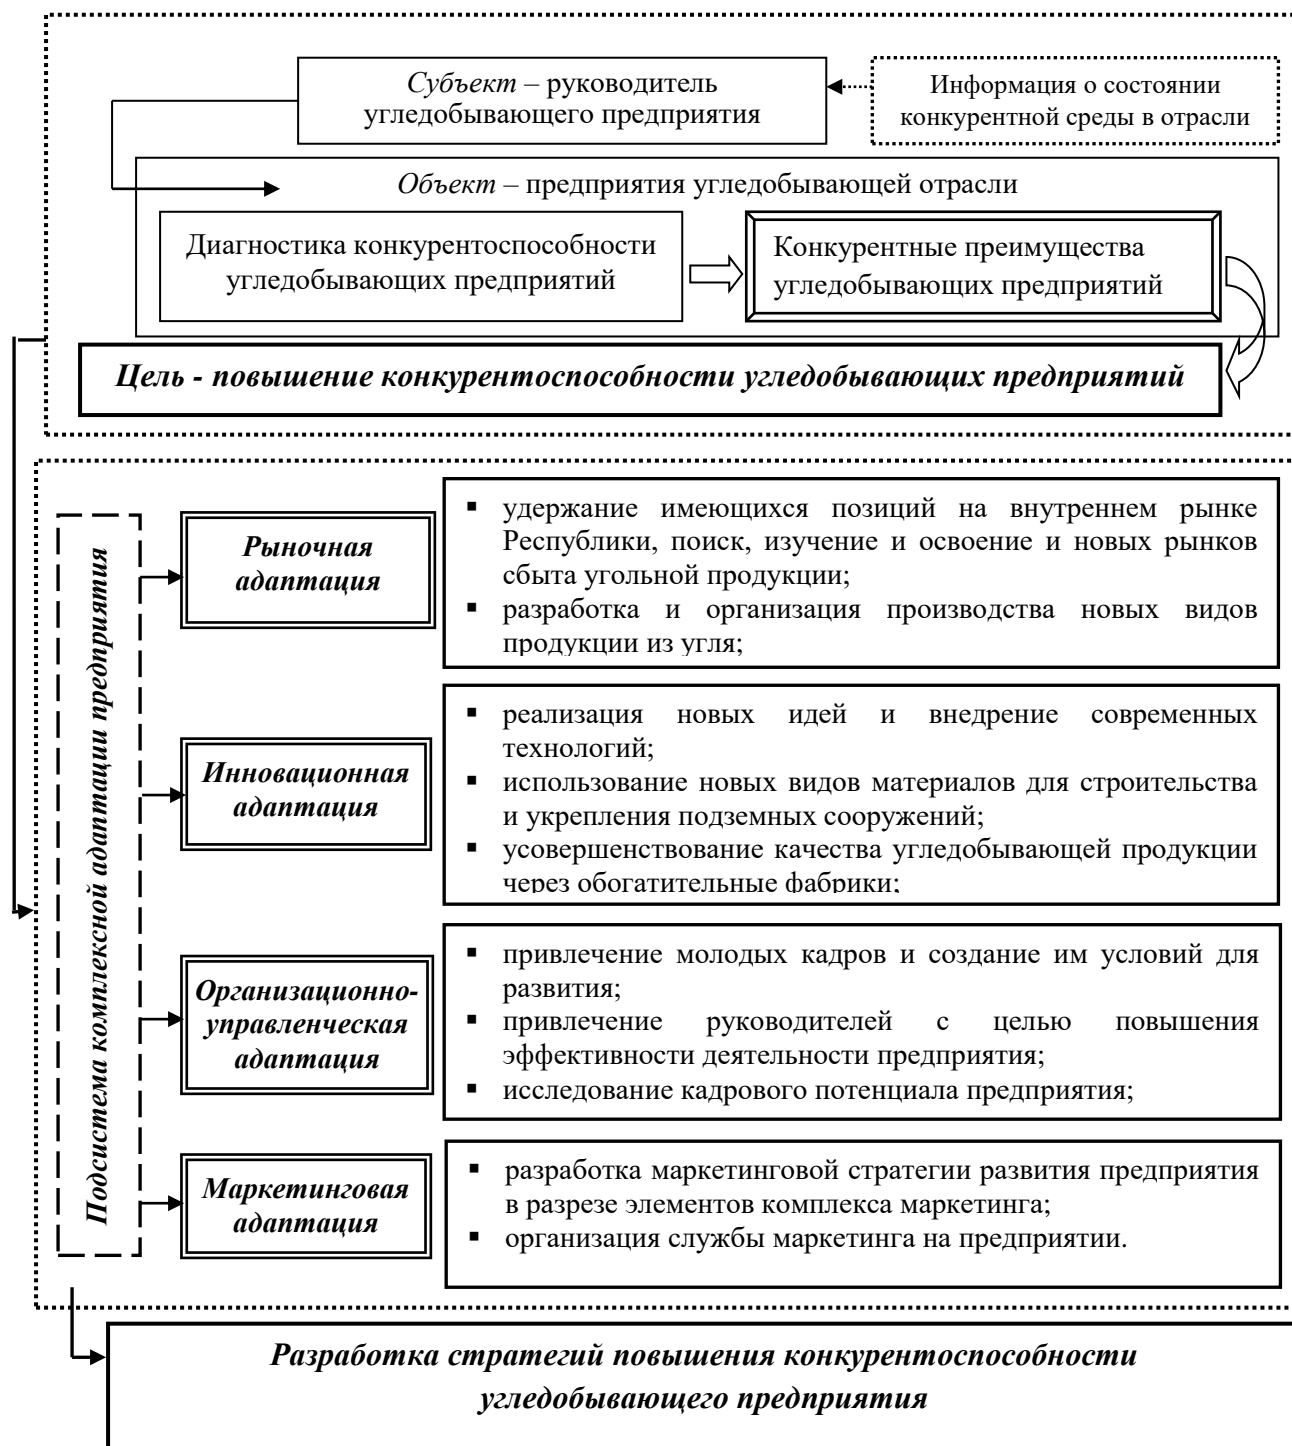 Субъект – руководитель
угледобывающего предприятия
Информация о состоянии
конкурентной среды в отрасли
Объект – предприятия угледобывающей отрасли
Диагностика конкурентоспособности
угледобывающих предприятий
Конкурентные преимущества
угледобывающих предприятий
Цель - повышение конкурентоспособности угледобывающих предприятий
Подсистема комплексной адаптации предприятия
Рыночная
адаптация
▪ удержание имеющихся позиций на внутреннем рынке
Республики, поиск, изучение и освоение и новых рынков
сбыта угольной продукции;
▪ разработка и организация производства новых видов
продукции из угля;
Инновационная
адаптация
▪ реализация новых идей и внедрение современных
технологий;
▪ использование новых видов материалов для строительства
и укрепления подземных сооружений;
▪ усовершенствование качества угледобывающей продукции
через обогатительные фабрики;
Организационно-
управленческая
адаптация
▪ привлечение молодых кадров и создание им условий для
развития;
▪ привлечение руководителей с целью повышения
эффективности деятельности предприятия;
▪ исследование кадрового потенциала предприятия;
Маркетинговая
адаптация
▪ разработка маркетинговой стратегии развития предприятия
в разрезе элементов комплекса маркетинга;
▪ организация службы маркетинга на предприятии.
Разработка стратегий повышения конкурентоспособности
угледобывающего предприятия